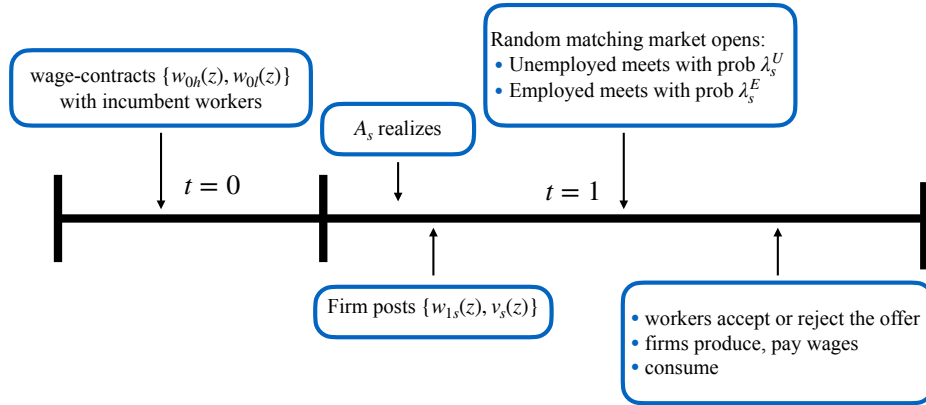 wage-contracts {w₀ₕ(z), w₀ₗ(z)}
with incumbent workers
Random matching market opens:
• Unemployed meets with prob λₛᵁ
• Employed meets with prob λₛᴱ
Aₛ realizes
t = 0
t = 1
Firm posts {w₁ₛ(z), vₛ(z)}
• workers accept or reject the offer
• firms produce, pay wages
• consume